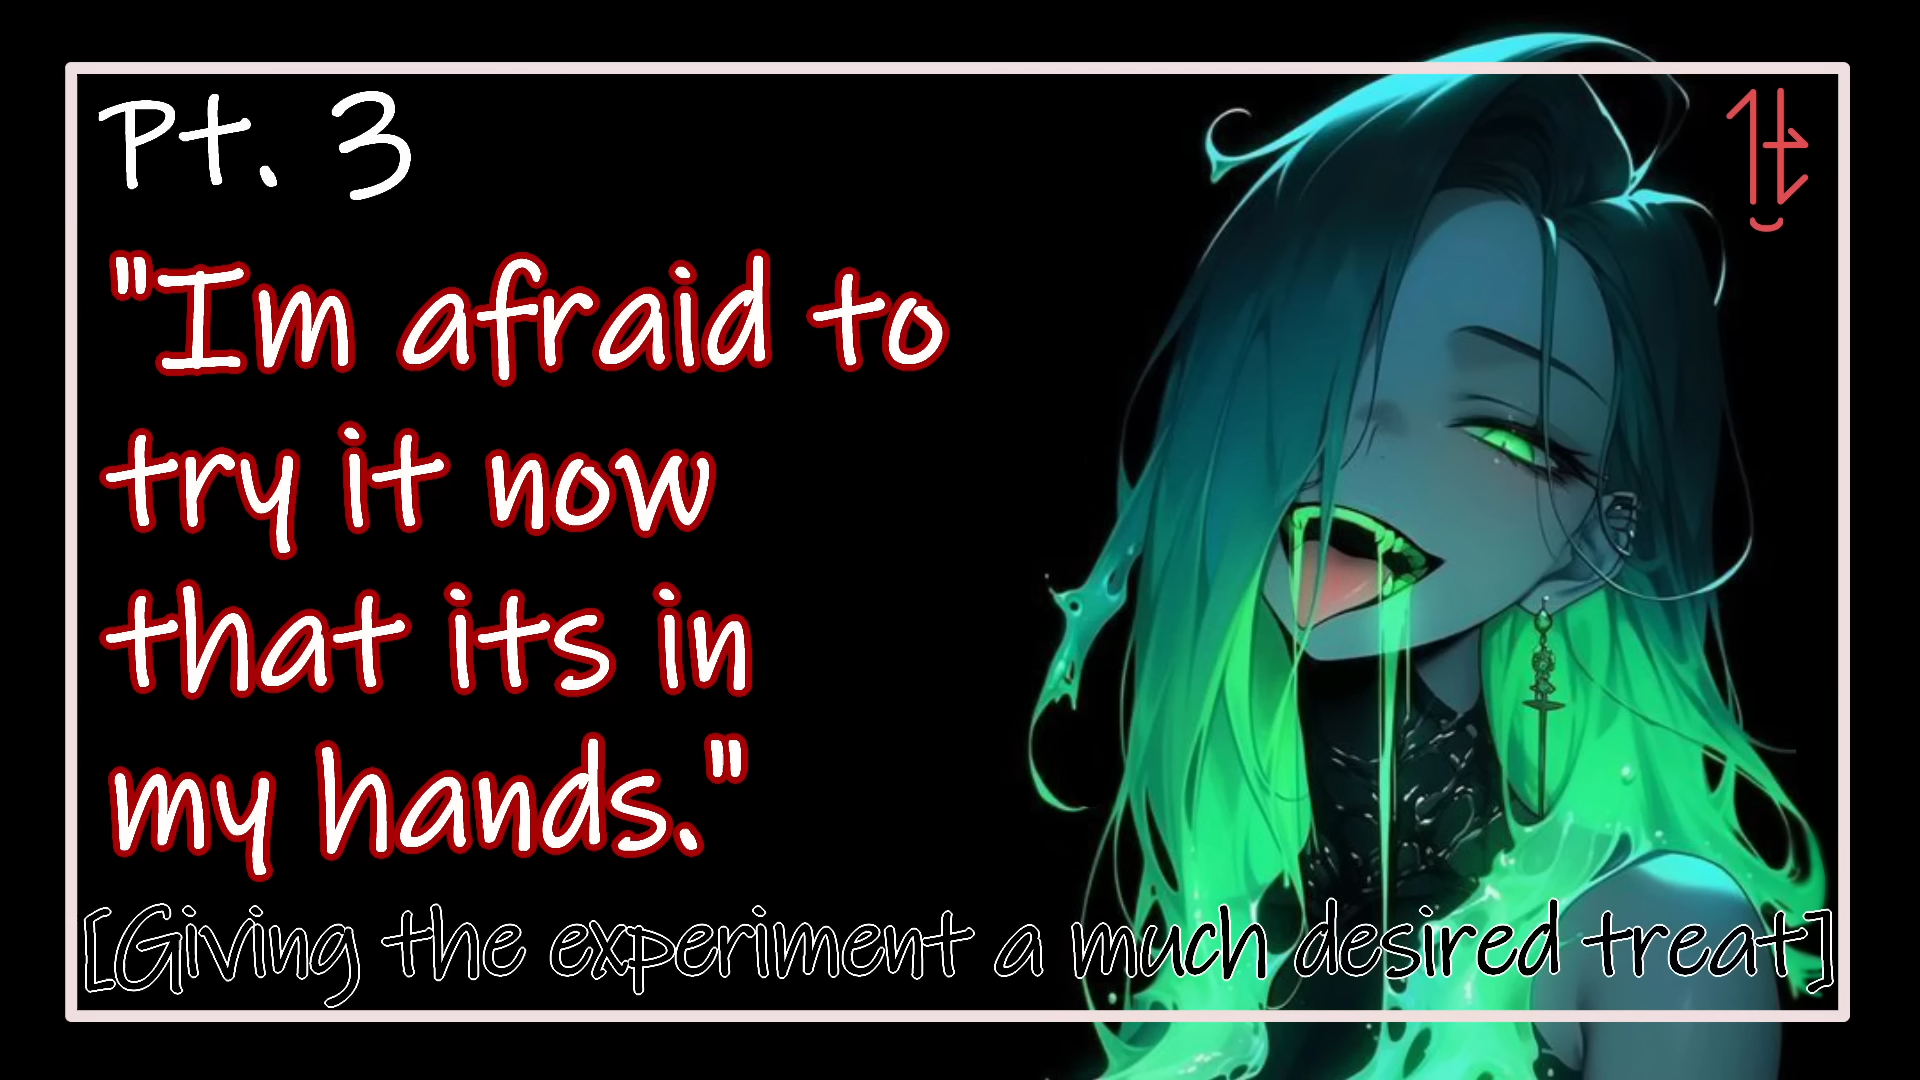 Pt. 3
"Im afraid to
try it now
that its in
my hands."
[Giving the experiment a much desired treat]